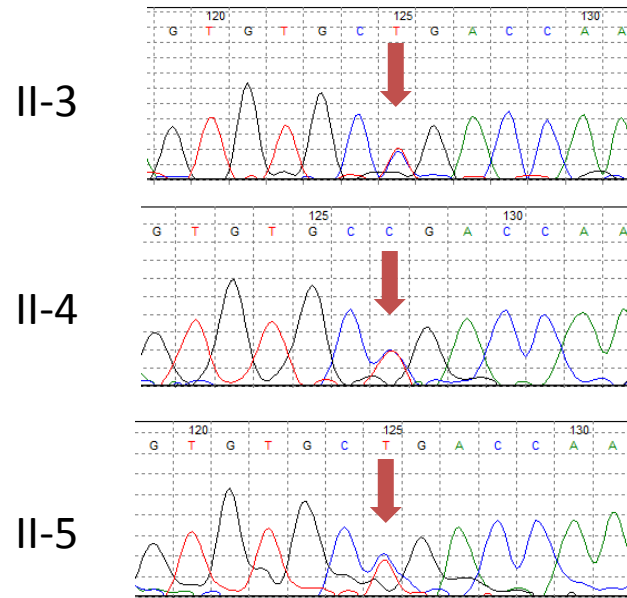 120 125 130
G T G T G C T G A C C A A
II-3
125 130
G T G T G C C G A C C A A
II-4
120 125 130
G T G T G C T G A C C A A
II-5